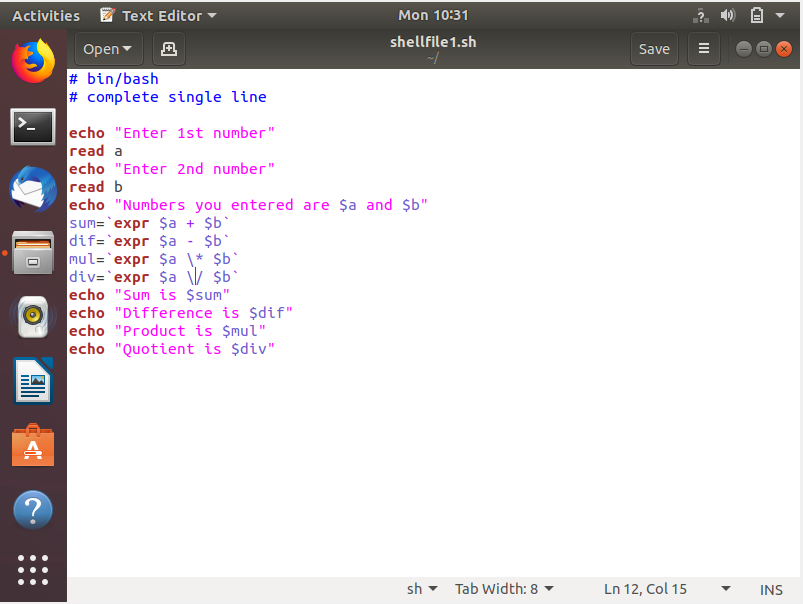 Activities Text Editor Mon 10:31
Open shellfile1.sh Save
~/
# bin/bash
# complete single line
echo "Enter 1st number"
read a
echo "Enter 2nd number"
read b
echo "Numbers you entered are $a and $b"
sum=`expr $a + $b`
dif=`expr $a - $b`
mul=`expr $a \* $b`
div=`expr $a \/ $b`
echo "Sum is $sum"
echo "Difference is $dif"
echo "Product is $mul"
echo "Quotient is $div"
sh Tab Width: 8 Ln 12, Col 15 INS